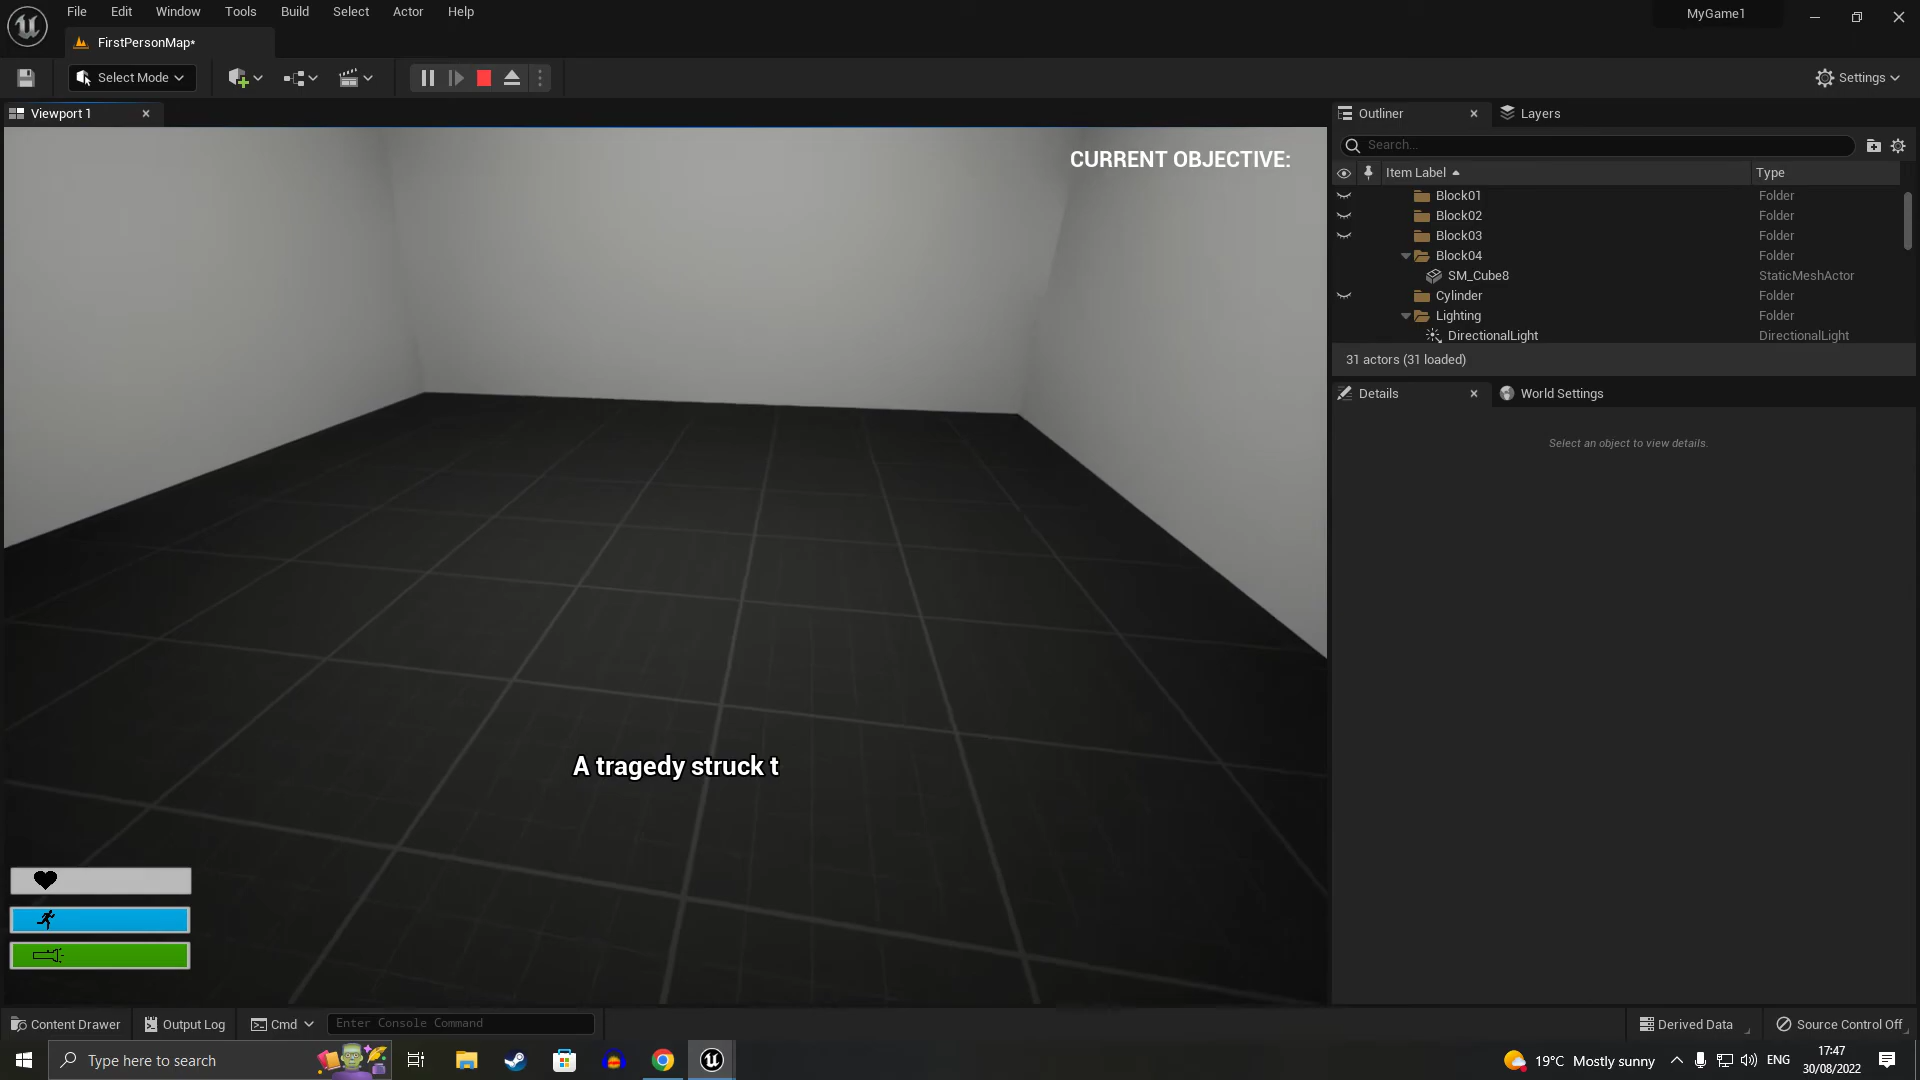 File Edit Window Tools Build Select Actor Help
MyGame1
FirstPersonMap*
Select Mode
Settings
Viewport 1
Outliner
Layers
CURRENT OBJECTIVE:
Search...
Item Label
Type
Block01 Folder
Block02 Folder
Block03 Folder
Block04 Folder
SM_Cube8 StaticMeshActor
Cylinder Folder
Lighting Folder
DirectionalLight DirectionalLight
31 actors (31 loaded)
Details
World Settings
Select an object to view details.
A tragedy struck t
Content Drawer
Output Log
Cmd
Enter Console Command
Derived Data
Source Control Off
Type here to search
19°C Mostly sunny
ENG
17:47
30/08/2022